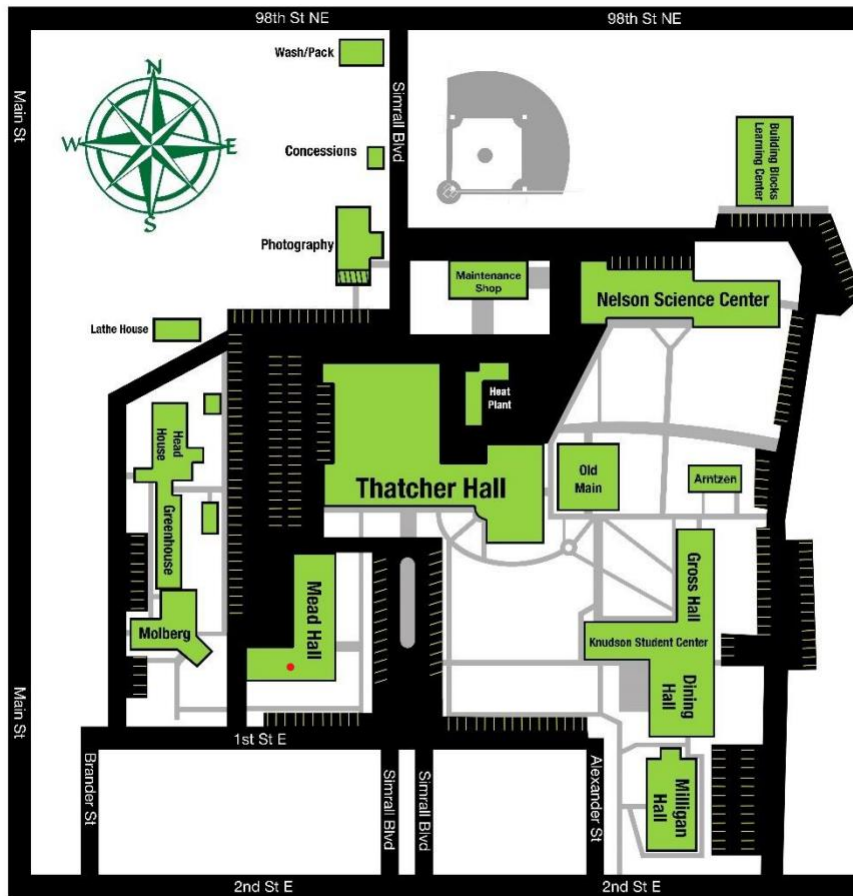 98th St NE
98th St NE
Wash/Pack
Main St
Simrall Blvd
N
W
E
S
Concessions
Building Blocks
Learning Center
Photography
Maintenance
Shop
Nelson Science Center
Lathe House
Heat
Plant
Head
House
Thatcher Hall
Old
Main
Arntzen
Greenhouse
Gross Hall
Mead Hall
Molberg
Knudson Student Center
Dining
Hall
Main St
1st St E
Brander St
Simrall Blvd
Simrall Blvd
Alexander St
Milligan
Hall
2nd St E
2nd St E